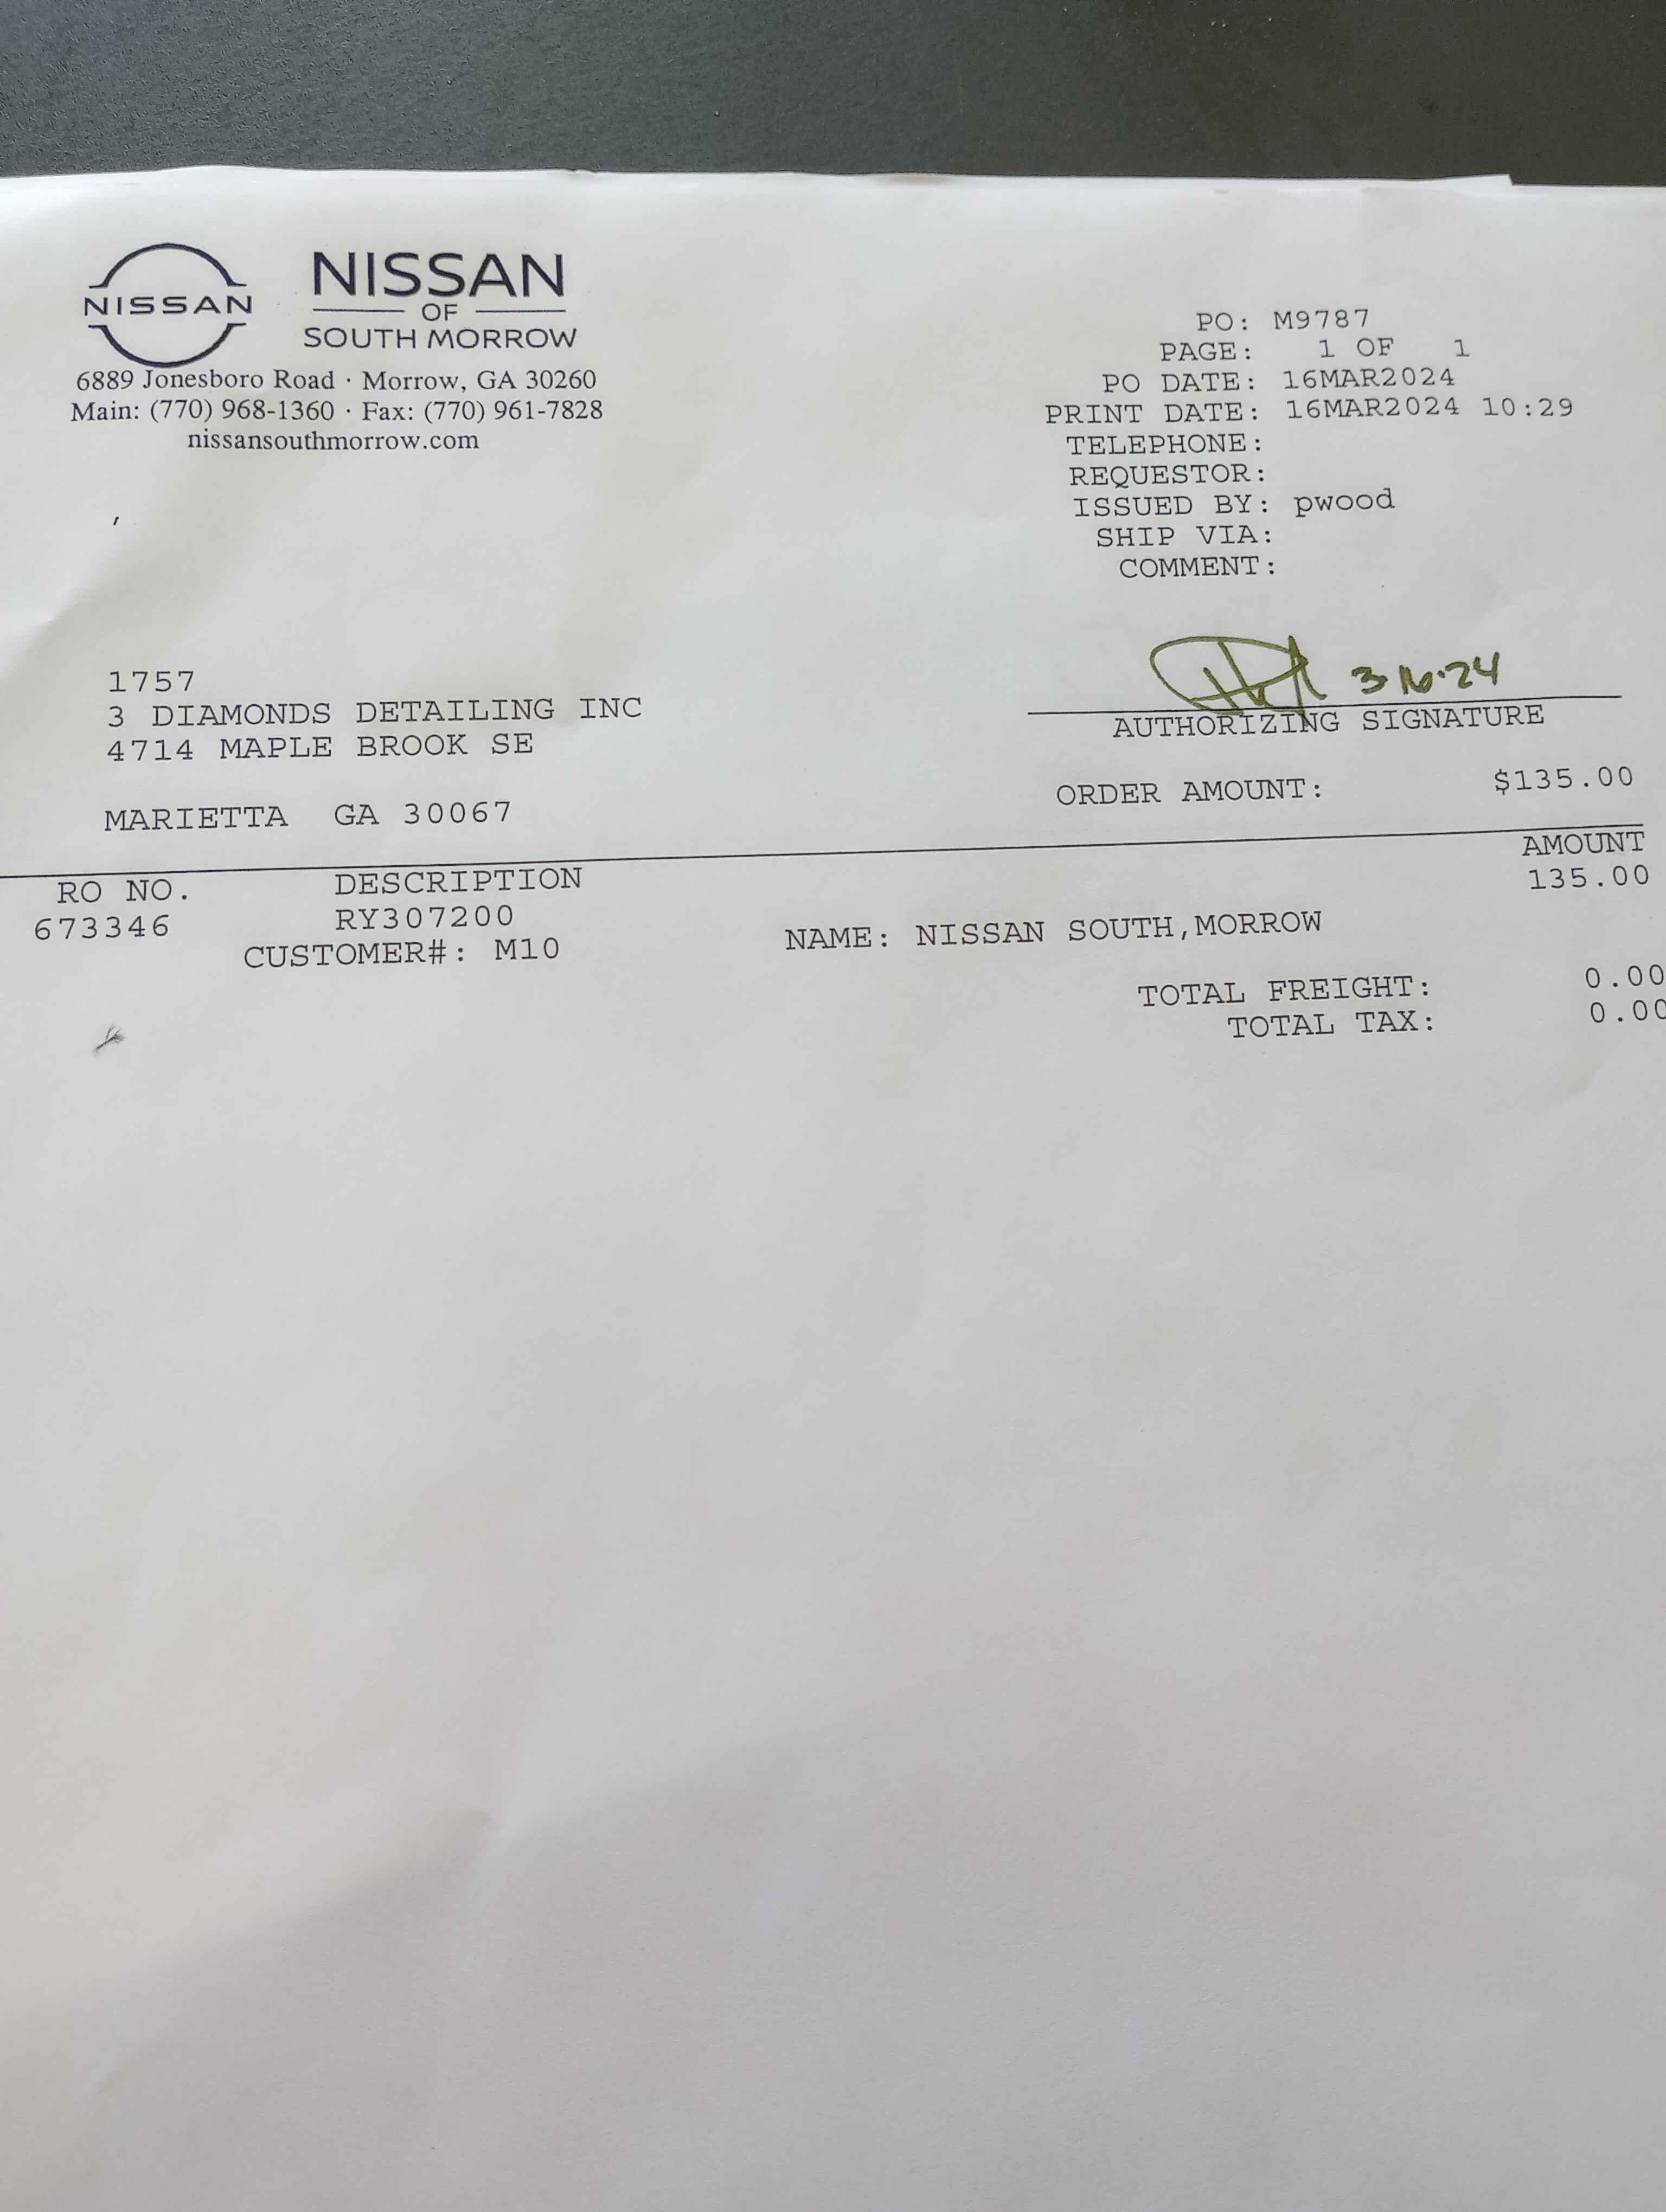 NISSAN
NISSAN
OF
SOUTH MORROW
6889 Jonesboro Road · Morrow, GA 30260
Main: (770) 968-1360 · Fax: (770) 961-7828
nissansouthmorrow.com
PO: M9787
PAGE: 1 OF 1
PO DATE: 16MAR2024
PRINT DATE: 16MAR2024 10:29
TELEPHONE:
REQUESTOR:
ISSUED BY: pwood
SHIP VIA:
COMMENT:
,
1757
3 DIAMONDS DETAILING INC
4714 MAPLE BROOK SE
MARIETTA GA 30067
3·16·24
AUTHORIZING SIGNATURE
ORDER AMOUNT: $135.00
RO NO. DESCRIPTION AMOUNT
673346 RY307200 135.00
CUSTOMER#: M10 NAME: NISSAN SOUTH,MORROW
TOTAL FREIGHT: 0.00
TOTAL TAX: 0.00